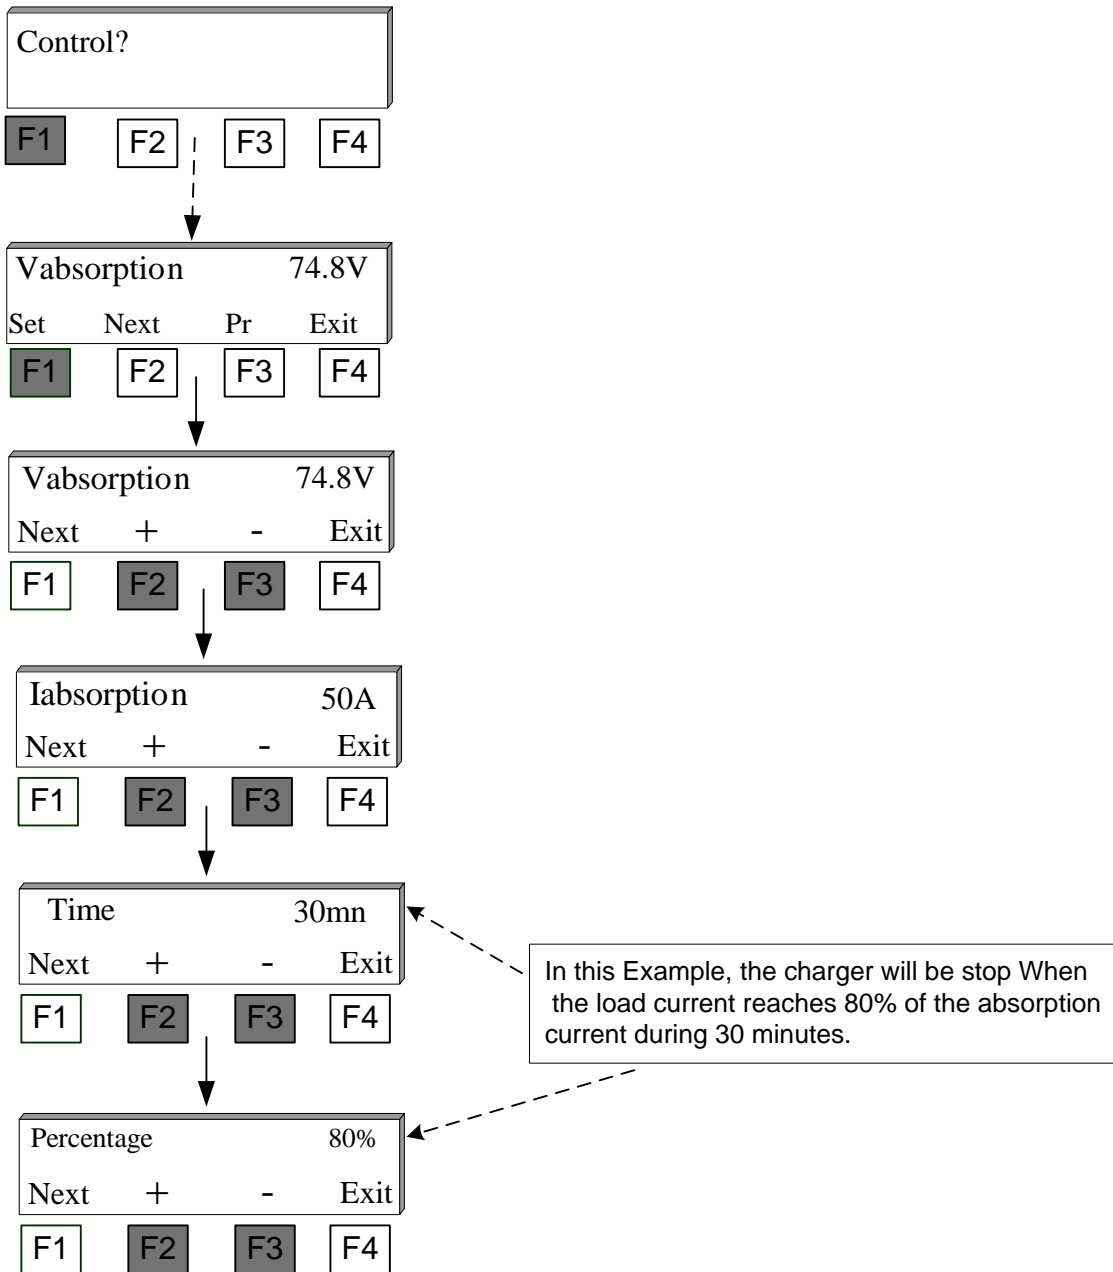 Control?
F1 F2 F3 F4
Vabsorption 74.8V
Set Next Pr Exit
F1 F2 F3 F4
Vabsorption 74.8V
Next + - Exit
F1 F2 F3 F4
Iabsorption 50A
Next + - Exit
F1 F2 F3 F4
Time 30mn
Next + - Exit
F1 F2 F3 F4
In this Example, the charger will be stop When
the load current reaches 80% of the absorption
current during 30 minutes.
Percentage 80%
Next + - Exit
F1 F2 F3 F4